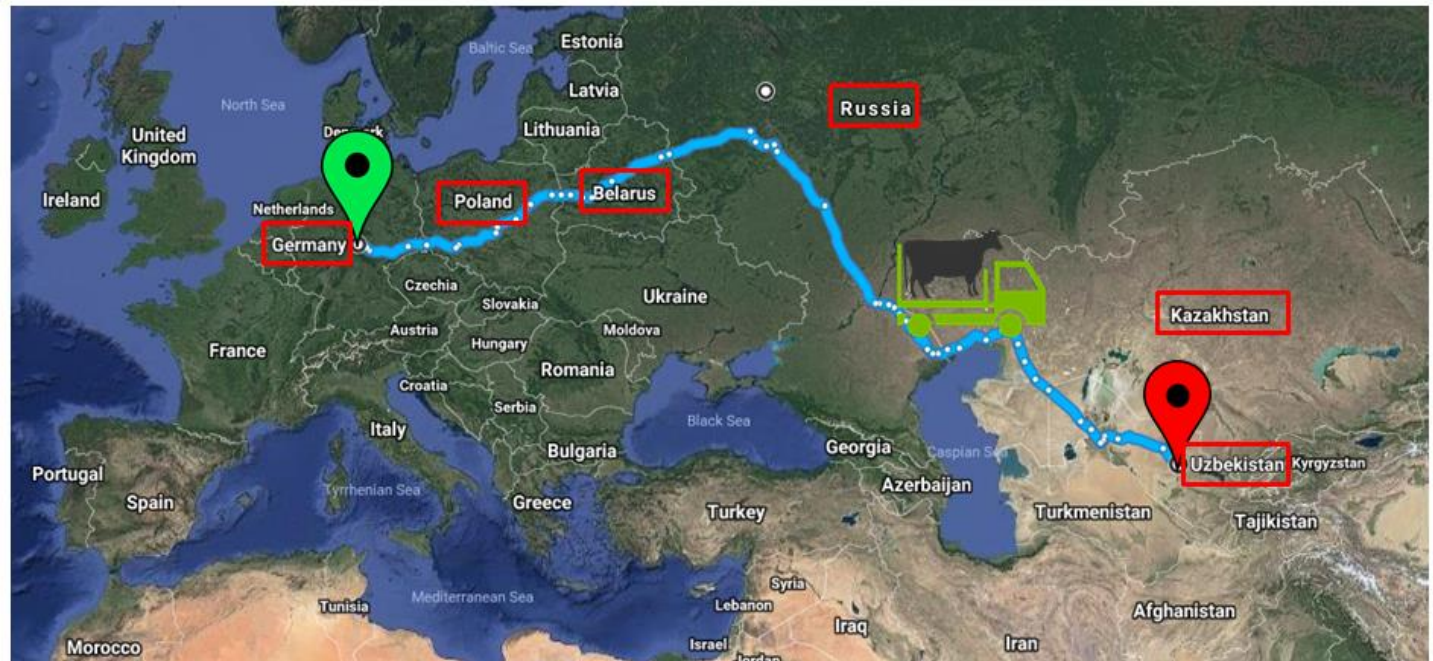 Estonia
Baltic Sea
Latvia
Russia
North Sea
Lithuania
Denmark
United
Kingdom
Ireland
Poland
Belarus
Netherlands
Germany
Czechia
Slovakia
Ukraine
Kazakhstan
Austria
Moldova
Hungary
France
Romania
Croatia
Serbia
Black Sea
Italy
Georgia
Bulgaria
Caspian Sea
Uzbekistan
Kyrgyzstan
Portugal
Azerbaijan
Tyrrhenian Sea
Spain
Greece
Turkey
Turkmenistan
Tajikistan
Syria
Mediterranean Sea
Tunisia
Lebanon
Afghanistan
Iraq
Iran
Israel
Morocco
Jordan